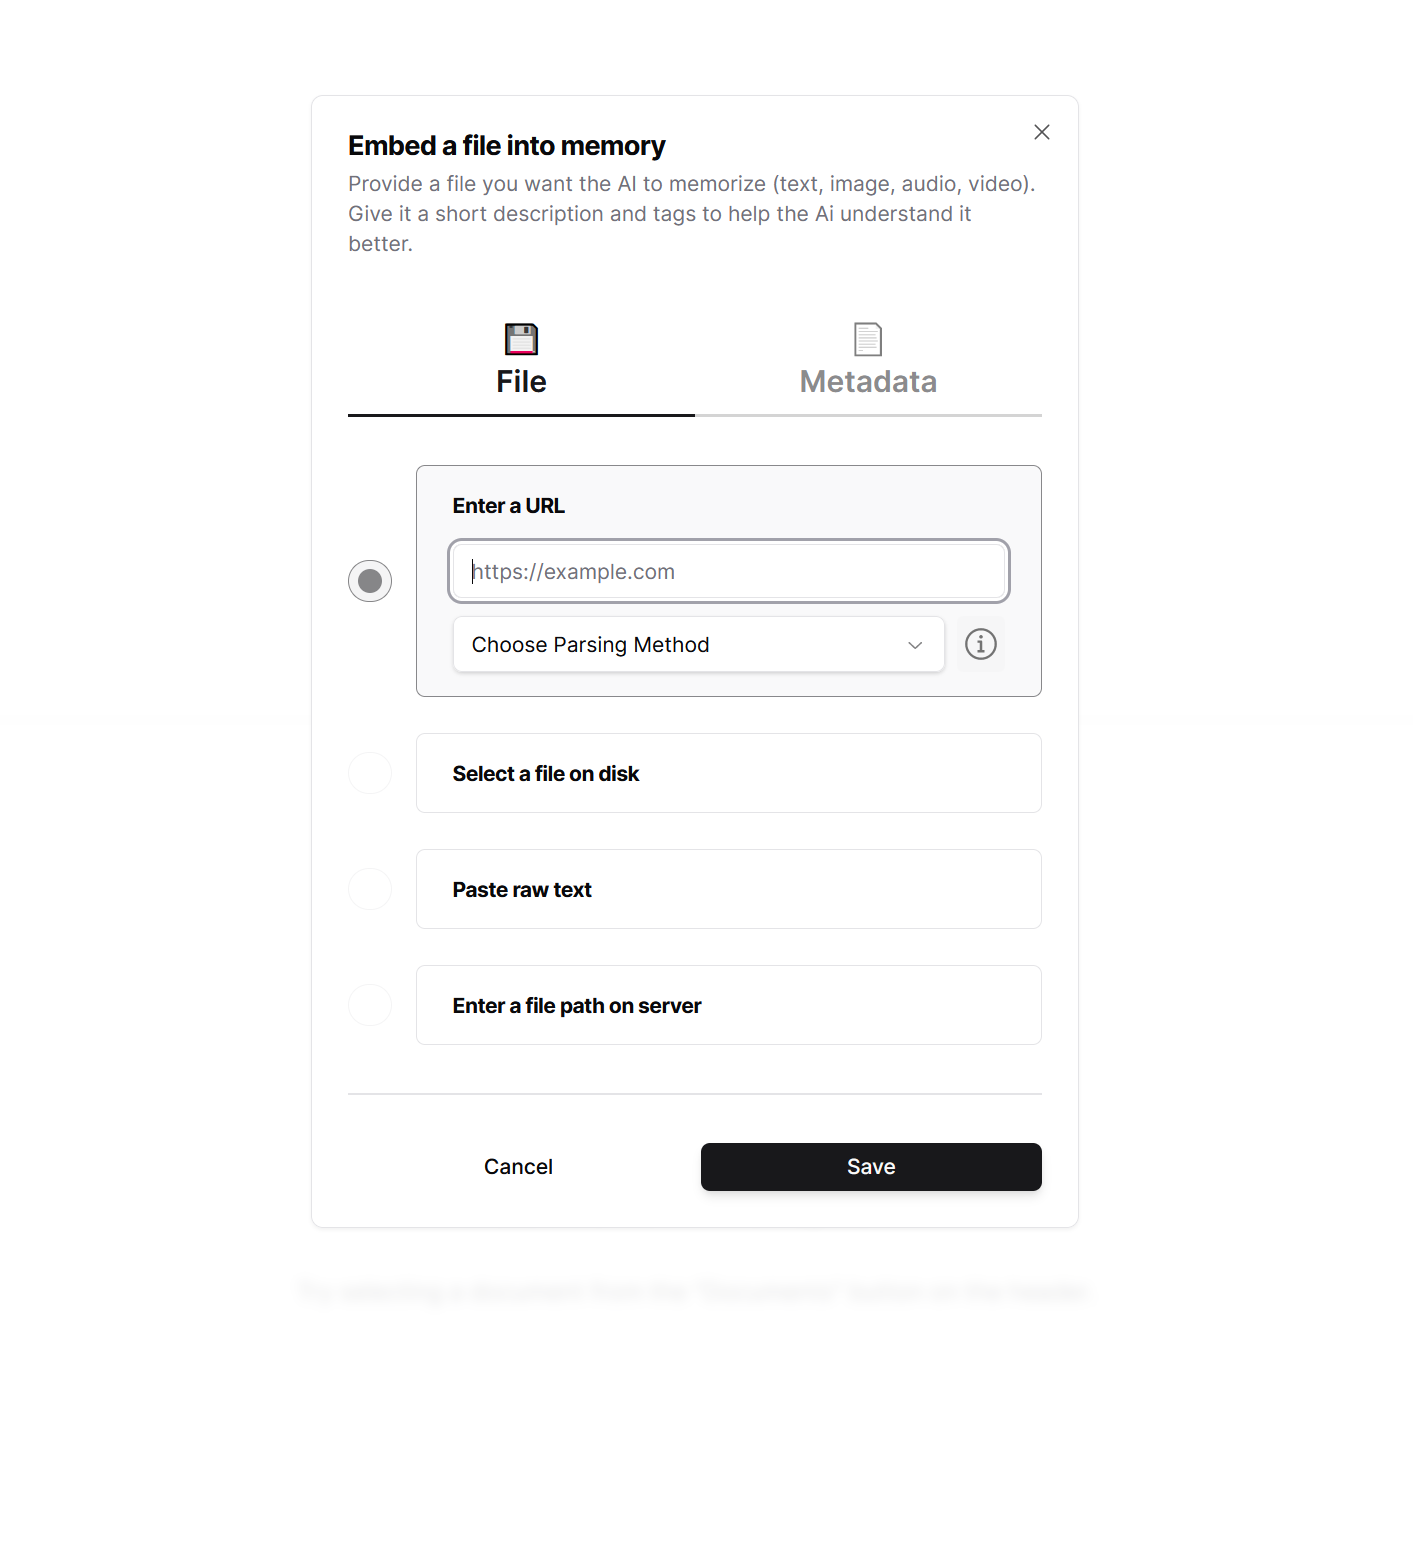 Embed a file into memory
Provide a file you want the AI to memorize (text, image, audio, video).
Give it a short description and tags to help the Ai understand it
better.
File
Metadata
Enter a URL
https://example.com
Choose Parsing Method
Select a file on disk
Paste raw text
Enter a file path on server
Cancel
Save